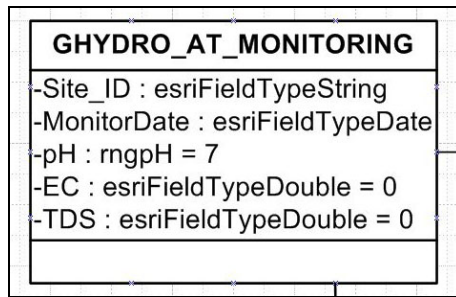 GHYDRO_AT_MONITORING
-Site_ID : esriFieldTypeString
-MonitorDate : esriFieldTypeDate
-pH : rngpH = 7
-EC : esriFieldTypeDouble = 0
-TDS : esriFieldTypeDouble = 0